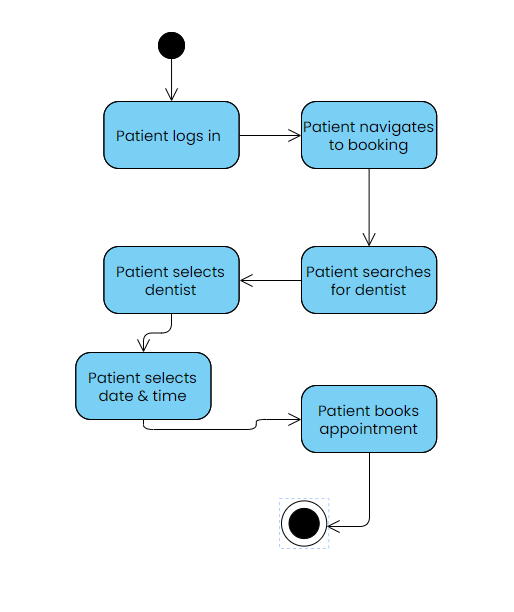 Patient logs in
Patient navigates
to booking
Patient searches
for dentist
Patient selects
dentist
Patient selects
date & time
Patient books
appointment